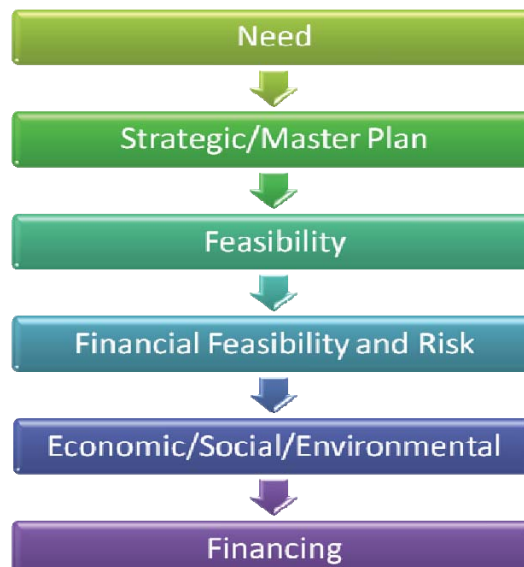 Need
Strategic/Master Plan
Feasibility
Financial Feasibility and Risk
Economic/Social/Environmental
Financing